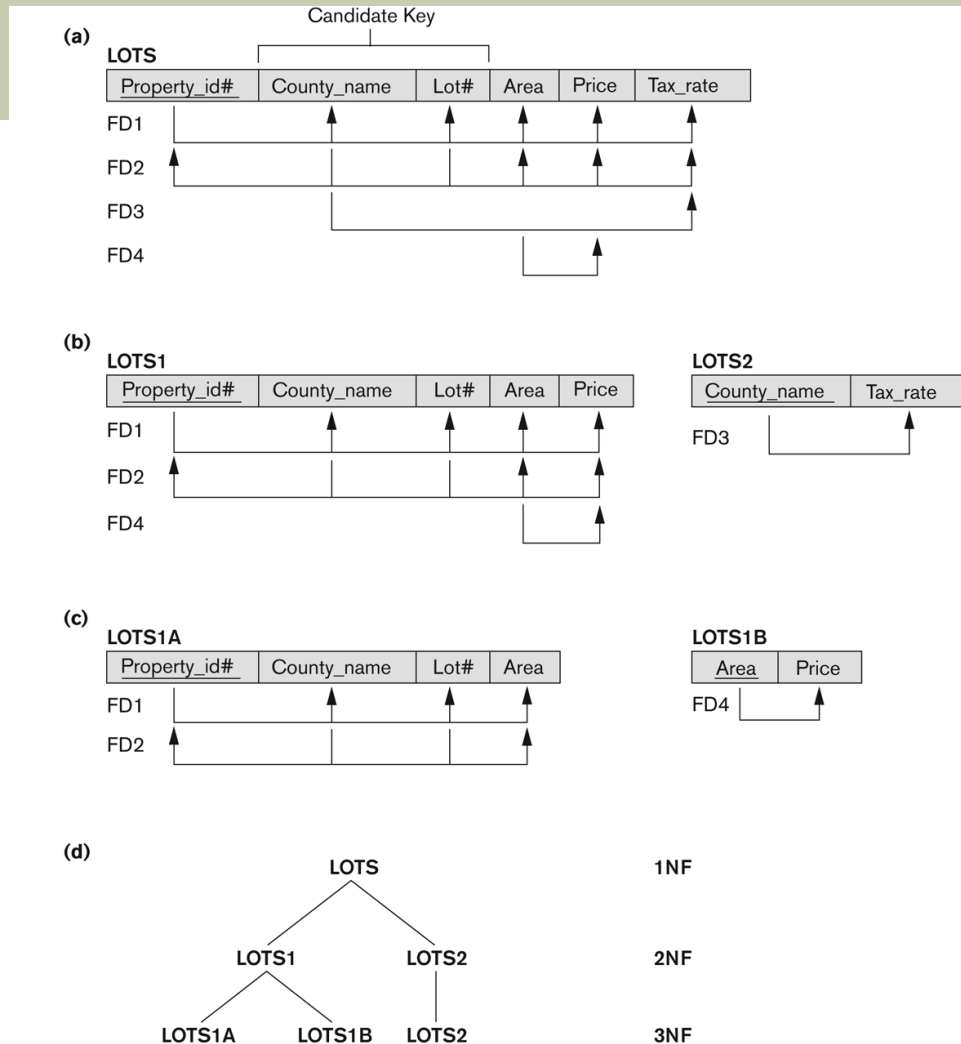 Candidate Key
(a)
LOTS
Property_id# County_name Lot# Area Price Tax_rate
FD1
FD2
FD3
FD4
(b)
LOTS1 LOTS2
Property_id# County_name Lot# Area Price County_name Tax_rate
FD1 FD3
FD2
FD4
(c)
LOTS1A LOTS1B
Property_id# County_name Lot# Area Area Price
FD1 FD4
FD2
(d)
LOTS 1NF
LOTS1 LOTS2 2NF
LOTS1A LOTS1B LOTS2 3NF